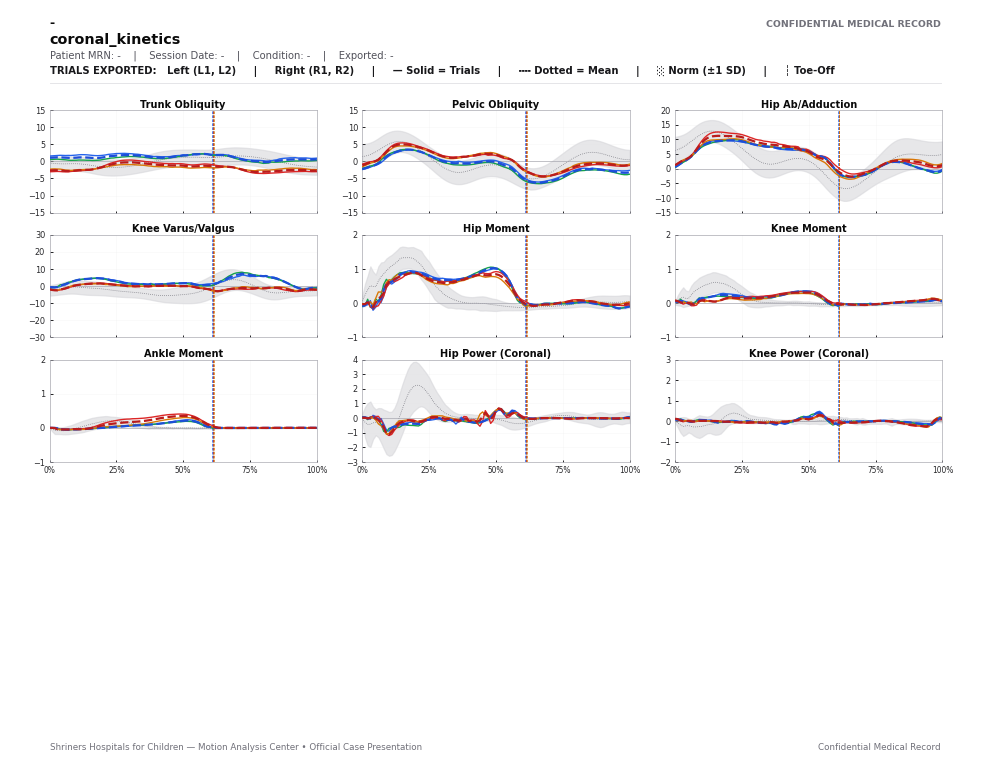 -
CONFIDENTIAL MEDICAL RECORD
coronal_kinetics
Patient MRN: - | Session Date: - | Condition: - | Exported: -
TRIALS EXPORTED: Left (L1, L2) | Right (R1, R2) | — Solid = Trials | ---- Dotted = Mean | ░ Norm (±1 SD) | ┊ Toe-Off
Trunk Obliquity Pelvic Obliquity Hip Ab/Adduction
15 15 20
10 10 15
5 5 10
0 0 5
−5 −5 0
−10 −10 −5
−15 −15 −10
−15
Knee Varus/Valgus Hip Moment Knee Moment
30 2 2
20 1 1
10 0 0
0 −1 −1
−10
−20
−30
Ankle Moment Hip Power (Coronal) Knee Power (Coronal)
2 4 3
1 3 2
0 2 1
−1 1 0
0 −1
−1 −2
−2
−3
0% 25% 50% 75% 100% 0% 25% 50% 75% 100% 0% 25% 50% 75% 100%
Shriners Hospitals for Children — Motion Analysis Center • Official Case Presentation
Confidential Medical Record